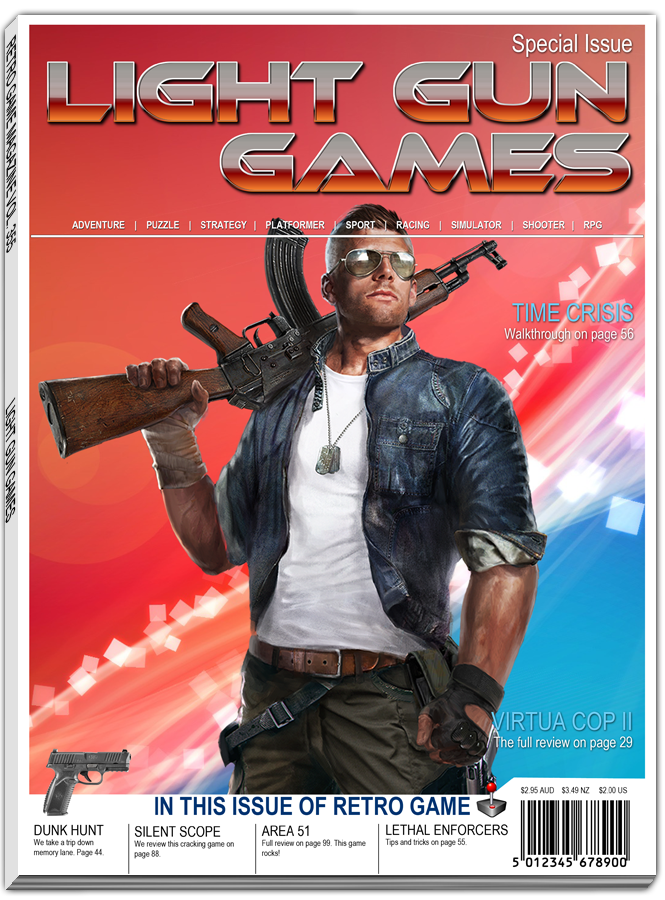 Special Issue
LIGHT GUN
GAMES
ADVENTURE | PUZZLE | STRATEGY | PLATFORMER | SPORT | RACING | SIMULATOR | SHOOTER | RPG
TIME CRISIS
Walkthrough on page 56
VIRTUA COP II
The full review on page 29
$2.95 AUD $3.49 NZ $2.00 US
IN THIS ISSUE OF RETRO GAME
DUNK HUNT
We take a trip down
memory lane. Page 44.
SILENT SCOPE
We review this cracking game on
page 88.
AREA 51
Full review on page 99. This game
rocks!
LETHAL ENFORCERS
Tips and tricks on page 55.
5 012345 678900
LIGHT GUN GAMES